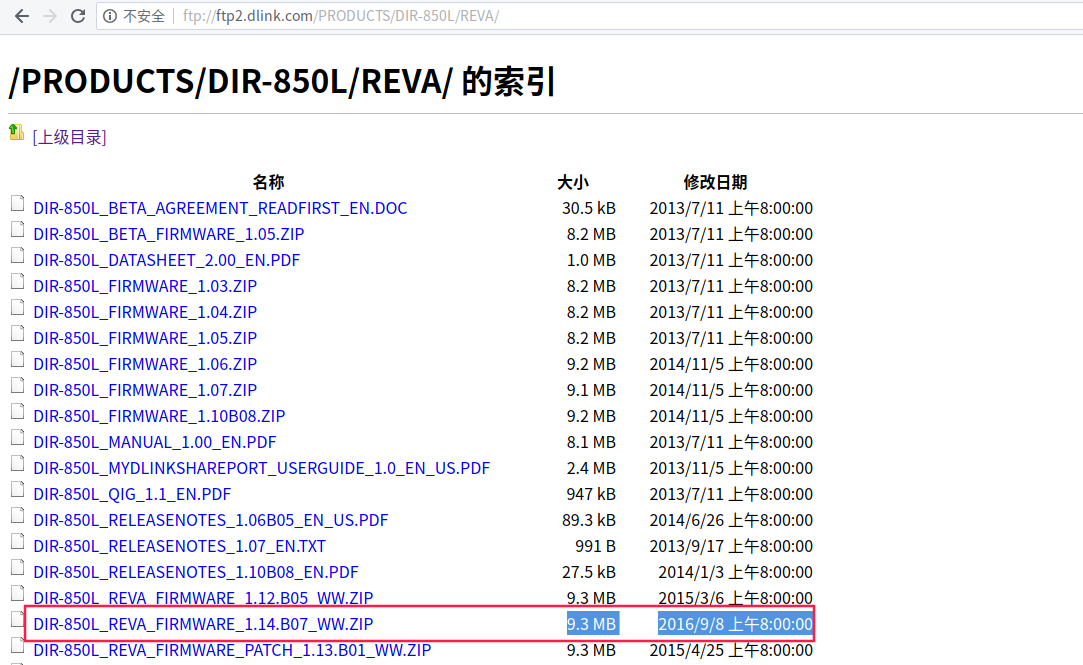 不安全 ftp://ftp2.dlink.com/PRODUCTS/DIR-850L/REVA/
/PRODUCTS/DIR-850L/REVA/ 的索引
[上级目录]
名称 大小 修改日期
DIR-850L_BETA_AGREEMENT_READFIRST_EN.DOC 30.5 kB 2013/7/11 上午8:00:00
DIR-850L_BETA_FIRMWARE_1.05.ZIP 8.2 MB 2013/7/11 上午8:00:00
DIR-850L_DATASHEET_2.00_EN.PDF 1.0 MB 2013/7/11 上午8:00:00
DIR-850L_FIRMWARE_1.03.ZIP 8.2 MB 2013/7/11 上午8:00:00
DIR-850L_FIRMWARE_1.04.ZIP 8.2 MB 2013/7/11 上午8:00:00
DIR-850L_FIRMWARE_1.05.ZIP 8.2 MB 2013/7/11 上午8:00:00
DIR-850L_FIRMWARE_1.06.ZIP 9.2 MB 2014/11/5 上午8:00:00
DIR-850L_FIRMWARE_1.07.ZIP 9.1 MB 2014/11/5 上午8:00:00
DIR-850L_FIRMWARE_1.10B08.ZIP 9.2 MB 2014/11/5 上午8:00:00
DIR-850L_MANUAL_1.00_EN.PDF 8.1 MB 2013/7/11 上午8:00:00
DIR-850L_MYDLINKSHAREPORT_USERGUIDE_1.0_EN_US.PDF 2.4 MB 2013/11/5 上午8:00:00
DIR-850L_QIG_1.1_EN.PDF 947 kB 2013/7/11 上午8:00:00
DIR-850L_RELEASENOTES_1.06B05_EN_US.PDF 89.3 kB 2014/6/26 上午8:00:00
DIR-850L_RELEASENOTES_1.07_EN.TXT 991 B 2013/9/17 上午8:00:00
DIR-850L_RELEASENOTES_1.10B08_EN.PDF 27.5 kB 2014/1/3 上午8:00:00
DIR-850L_REVA_FIRMWARE_1.12.B05_WW.ZIP 9.3 MB 2015/3/6 上午8:00:00
DIR-850L_REVA_FIRMWARE_1.14.B07_WW.ZIP 9.3 MB 2016/9/8 上午8:00:00
DIR-850L_REVA_FIRMWARE_PATCH_1.13.B01_WW.ZIP 9.3 MB 2015/4/25 上午8:00:00